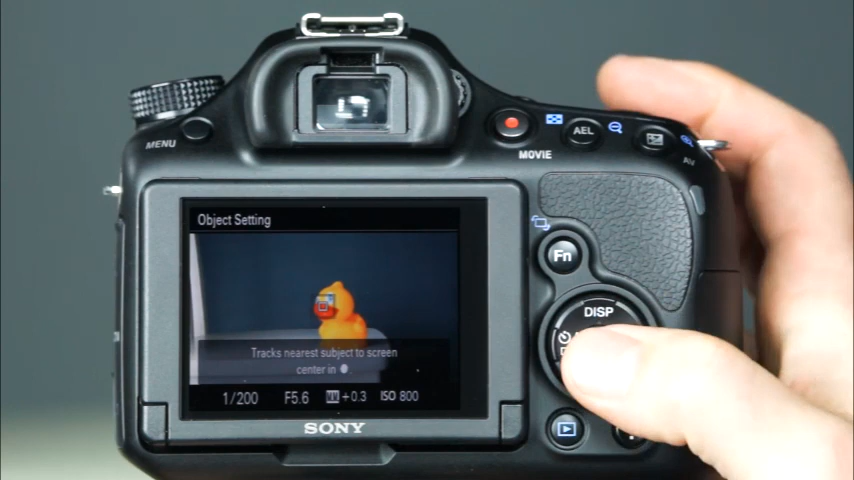 MENU
MOVIE
AEL
AV
Object Setting
Fn
DISP
Tracks nearest subject to screen
center in
1/200 F5.6 +0.3 ISO 800
SONY